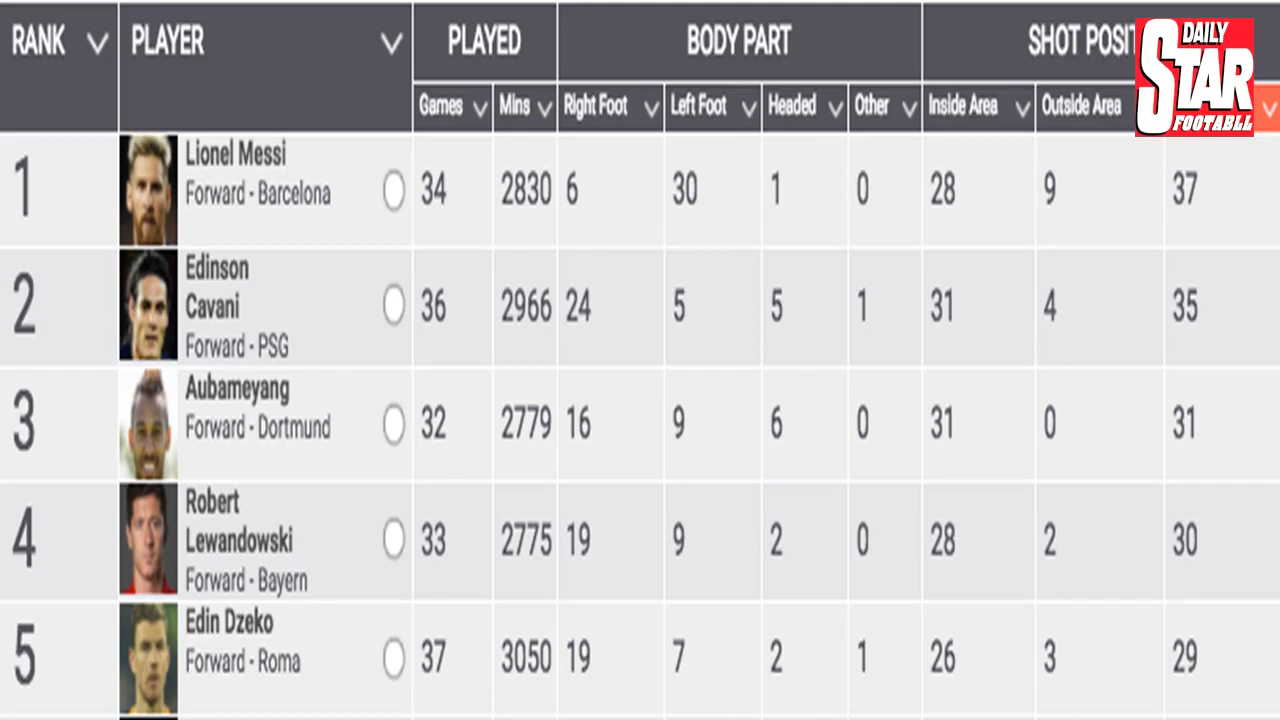 RANK PLAYER PLAYED BODY PART SHOT POSIT
Games Mins Right Foot Left Foot Headed Other Inside Area Outside Area
DAILY
STAR
FOOTABLL
1 Lionel Messi
Forward - Barcelona 34 2830 6 30 1 0 28 9 37
2 Edinson
Cavani 36 2966 24 5 5 1 31 4 35
Forward - PSG
3 Aubameyang
Forward - Dortmund 32 2779 16 9 6 0 31 0 31
4 Robert
Lewandowski 33 2775 19 9 2 0 28 2 30
Forward - Bayern
5 Edin Dzeko
Forward - Roma 37 3050 19 7 2 1 26 3 29